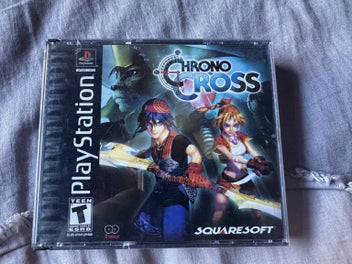 PlayStation
CHRONO
CROSS
TEEN
T
ESRB
SQUARESOFT